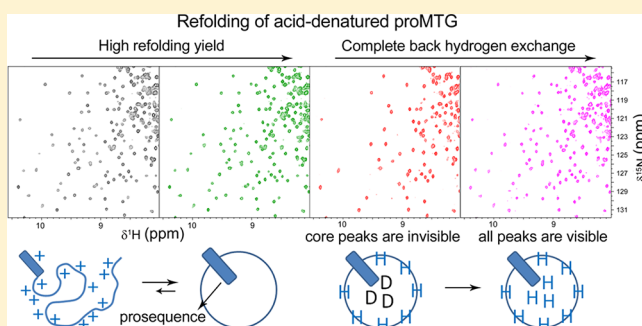 Refolding of acid-denatured proMTG
High refolding yield
Complete back hydrogen exchange
117
119
121
123
125
127
129
131
δ¹⁵N (ppm)
10 9 10 9 10 9 10 9
δ¹H (ppm)
core peaks are invisible
all peaks are visible
+ + + + + + + + + +
prosequence
H H H H H H H H
D D D
H H H H H H H H
H H H H